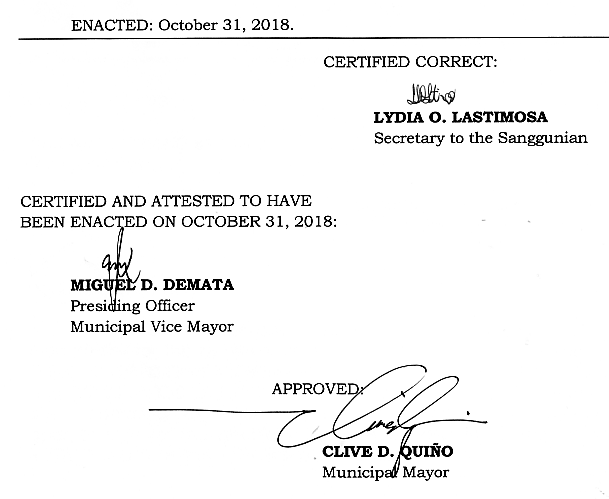 ENACTED: October 31, 2018.
CERTIFIED CORRECT:
LYDIA O. LASTIMOSA
Secretary to the Sanggunian
CERTIFIED AND ATTESTED TO HAVE
BEEN ENACTED ON OCTOBER 31, 2018:
MIGUEL D. DEMATA
Presiding Officer
Municipal Vice Mayor
APPROVED:
CLIVE D. QUIÑO
Municipal Mayor